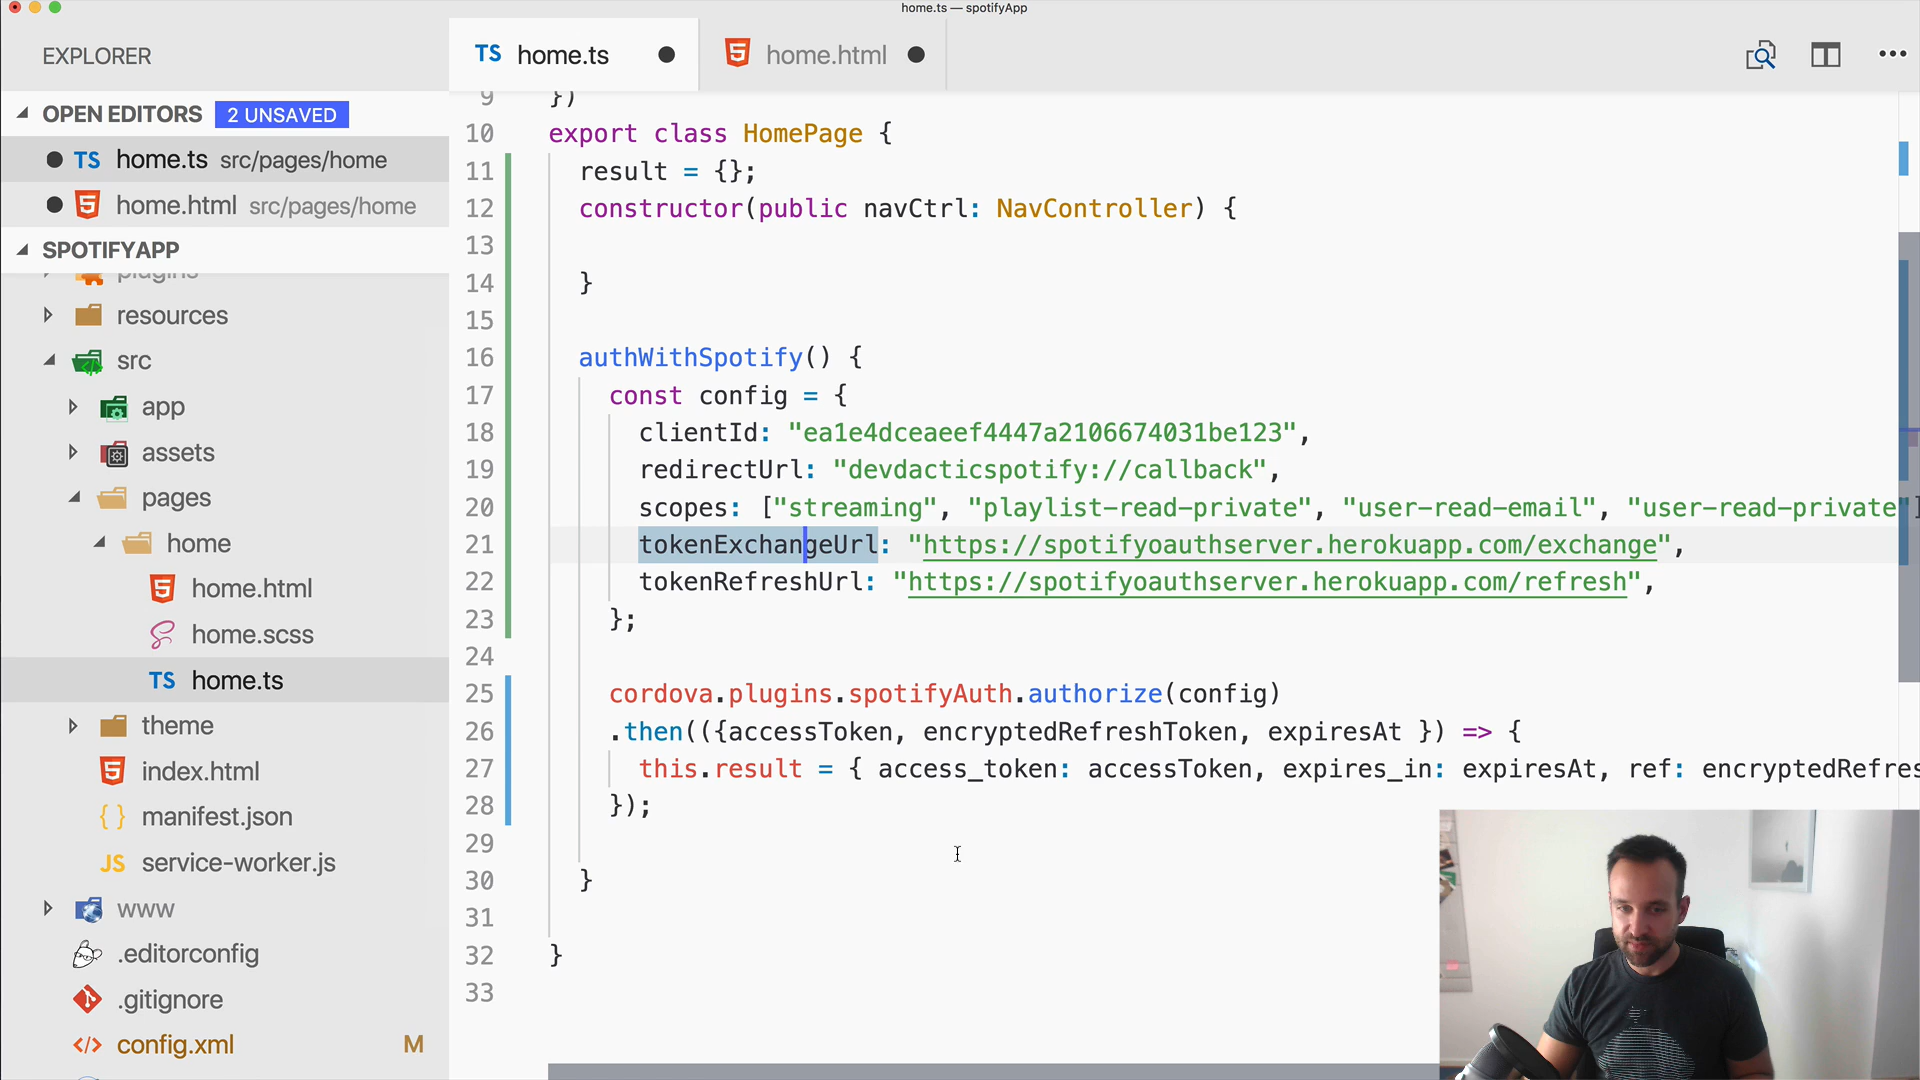 home.ts — spotifyApp
EXPLORER
OPEN EDITORS 2 UNSAVED
TS home.ts src/pages/home
home.html src/pages/home
SPOTIFYAPP
plugins
resources
src
app
assets
pages
home
home.html
home.scss
TS home.ts
theme
index.html
{ } manifest.json
JS service-worker.js
www
.editorconfig
.gitignore
</> config.xml M
TS home.ts
home.html
9 })
10 export class HomePage {
11 result = {};
12 constructor(public navCtrl: NavController) {
13
14 }
15
16 authWithSpotify() {
17 const config = {
18 clientId: "ea1e4dceaeef4447a2106674031be123",
19 redirectUrl: "devdacticspotify://callback",
20 scopes: ["streaming", "playlist-read-private", "user-read-email", "user-read-private"]
21 tokenExchangeUrl: "https://spotifyoauthserver.herokuapp.com/exchange",
22 tokenRefreshUrl: "https://spotifyoauthserver.herokuapp.com/refresh",
23 };
24
25 cordova.plugins.spotifyAuth.authorize(config)
26 .then(({accessToken, encryptedRefreshToken, expiresAt }) => {
27 this.result = { access_token: accessToken, expires_in: expiresAt, ref: encryptedRefres
28 });
29
30 }
31
32 }
33